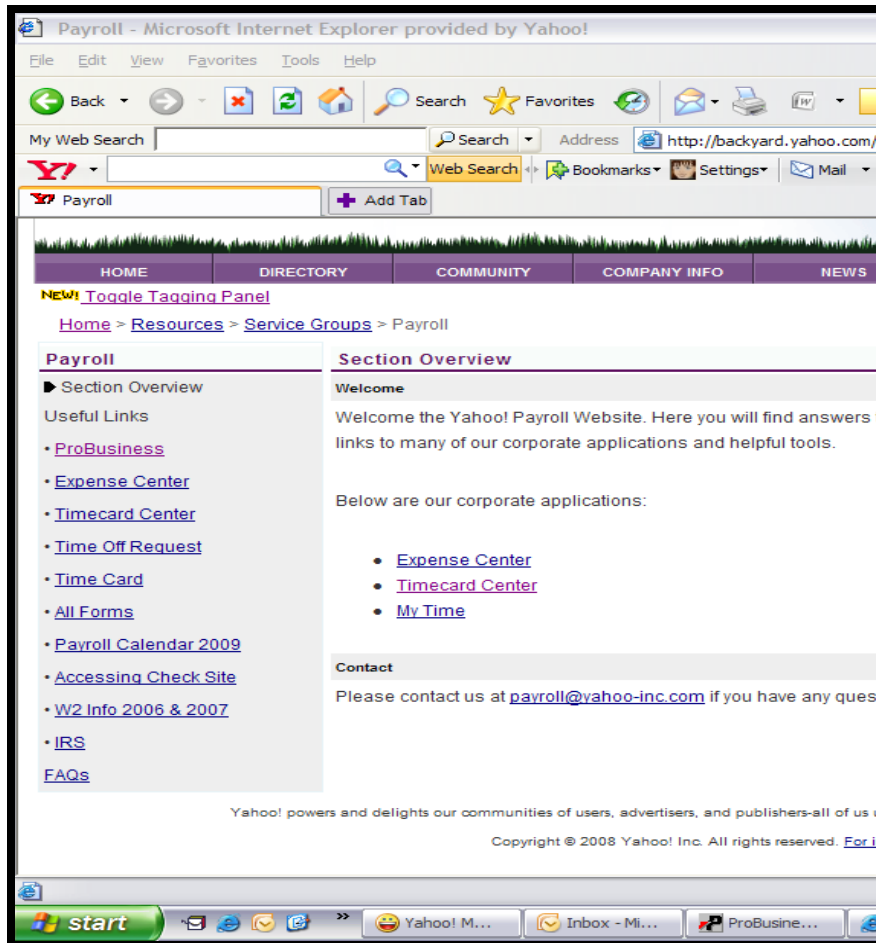 Payroll - Microsoft Internet Explorer provided by Yahoo!
File Edit View Favorites Tools Help
Back Search Favorites
My Web Search Search Address http://backyard.yahoo.com/
Y! Web Search Bookmarks Settings Mail
Y! Payroll Add Tab
HOME DIRECTORY COMMUNITY COMPANY INFO NEWS
NEW! Toggle Tagging Panel
Home > Resources > Service Groups > Payroll
Payroll
Section Overview
Useful Links
• ProBusiness
• Expense Center
• Timecard Center
• Time Off Request
• Time Card
• All Forms
• Payroll Calendar 2009
• Accessing Check Site
• W2 Info 2006 & 2007
• IRS
FAQs
Section Overview
Welcome
Welcome the Yahoo! Payroll Website. Here you will find answers
links to many of our corporate applications and helpful tools.
Below are our corporate applications:
• Expense Center
• Timecard Center
• My Time
Contact
Please contact us at payroll@yahoo-inc.com if you have any ques
Yahoo! powers and delights our communities of users, advertisers, and publishers-all of us
Copyright © 2008 Yahoo! Inc. All rights reserved. For i
start » Yahoo! M... Inbox - Mi... ProBusine...